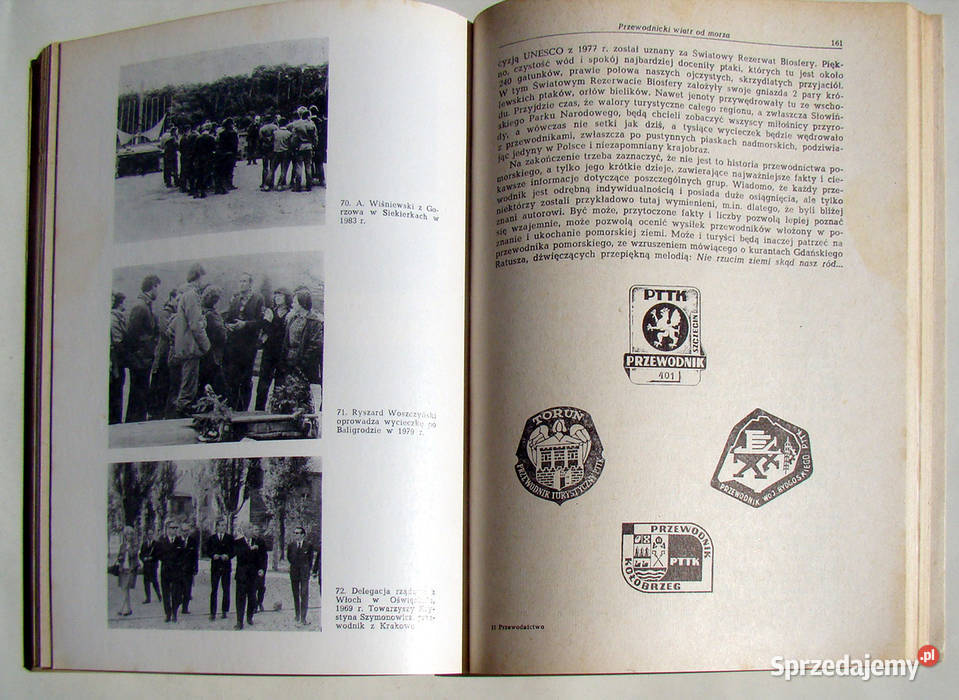 70. A. Wiśniewski z Go-
rzowa w Siekierkach w
1983 r.
71. Ryszard Woszczyński
oprowadza wycieczkę po
Baligrodzie w 1979 r.
72. Delegacja z
Włoch w
1969 r. Towarzyszy Kry-
styna Szymonowicz, prze-
wodnik z Krakowa
Przewodnicki wiatr od morza
161
cyzją UNESCO z 1977 r. został uznany za Światowy Rezerwat Biosfery. Pięk-
no, czystość wód i spokój najbardziej doceniły ptaki, których tu jest około
240 gatunków, prawie połowa naszych ojczystych, skrzydlatych przyjaciół.
W tym Światowym Rezerwacie Biosfery założyły swoje gniazda 2 pary kró-
lewskich ptaków, orłów bielików. Nawet jenoty przywędrowały tu ze wscho-
du. Przyjdzie czas, że walory turystyczne całego regionu, a zwłaszcza Słowiń-
skiego Parku Narodowego, będą chcieli zobaczyć wszyscy miłośnicy przyro-
dy, a wówczas nie setki jak dziś, a tysiące wycieczek będzie wędrowało
z przewodnikami, zwłaszcza po pustynnych piaskach nadmorskich, podziwia-
jąc jedyny w Polsce i niezapomniany krajobraz.
Na zakończenie trzeba zaznaczyć, że nie jest to historia przewodnictwa po-
morskiego, a tylko jego krótkie dzieje, zawierające najważniejsze fakty i cie-
kawsze informacje dotyczące poszczególnych grup. Wiadomo, że każdy prze-
wodnik jest odrębną indywidualnością i posiada duże osiągnięcia, ale tylko
niektórzy zostali przykładowo tutaj wymienieni, m.in. dlatego, że byli bliżej
znani autorowi. Być może, przytoczone fakty i liczby pozwolą lepiej poznać
się wzajemnie, może pozwolą ocenić wysiłek przewodników włożony w po-
znanie i ukochanie pomorskiej ziemi. Może i turyści będą inaczej patrzeć na
przewodnika pomorskiego, ze wzruszeniem mówiącego o kurantach Gdańskiego
Ratusza, dźwięczących przepiękną melodią: Nie rzucim ziemi skąd nasz ród...
PTTK
SZCZECIN
PRZEWODNIK
401
TORUŃ
PRZEWODNIK TURYSTYCZNY PTTK
PRZEWODNIK WOJ. BYDGOSKIEGO PTTK
PRZEWODNIK
PTTK
KOŁOBRZEG
11 Przewodnictwo
Sprzedajemy.pl